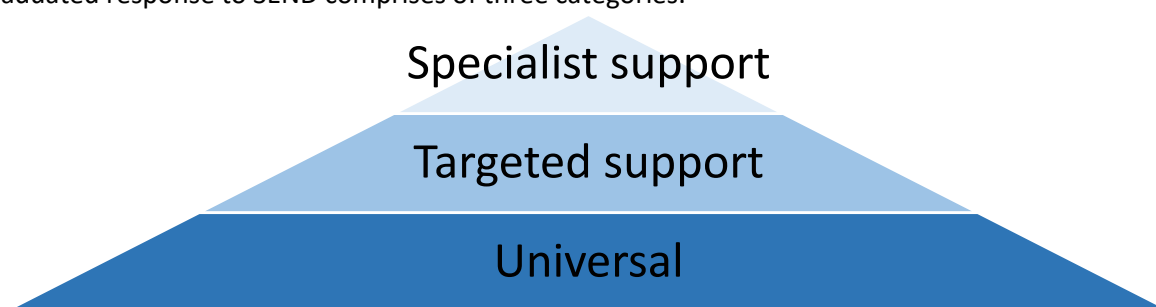 response to SEND comprises of three categories:
Specialist support
Targeted support
Universal